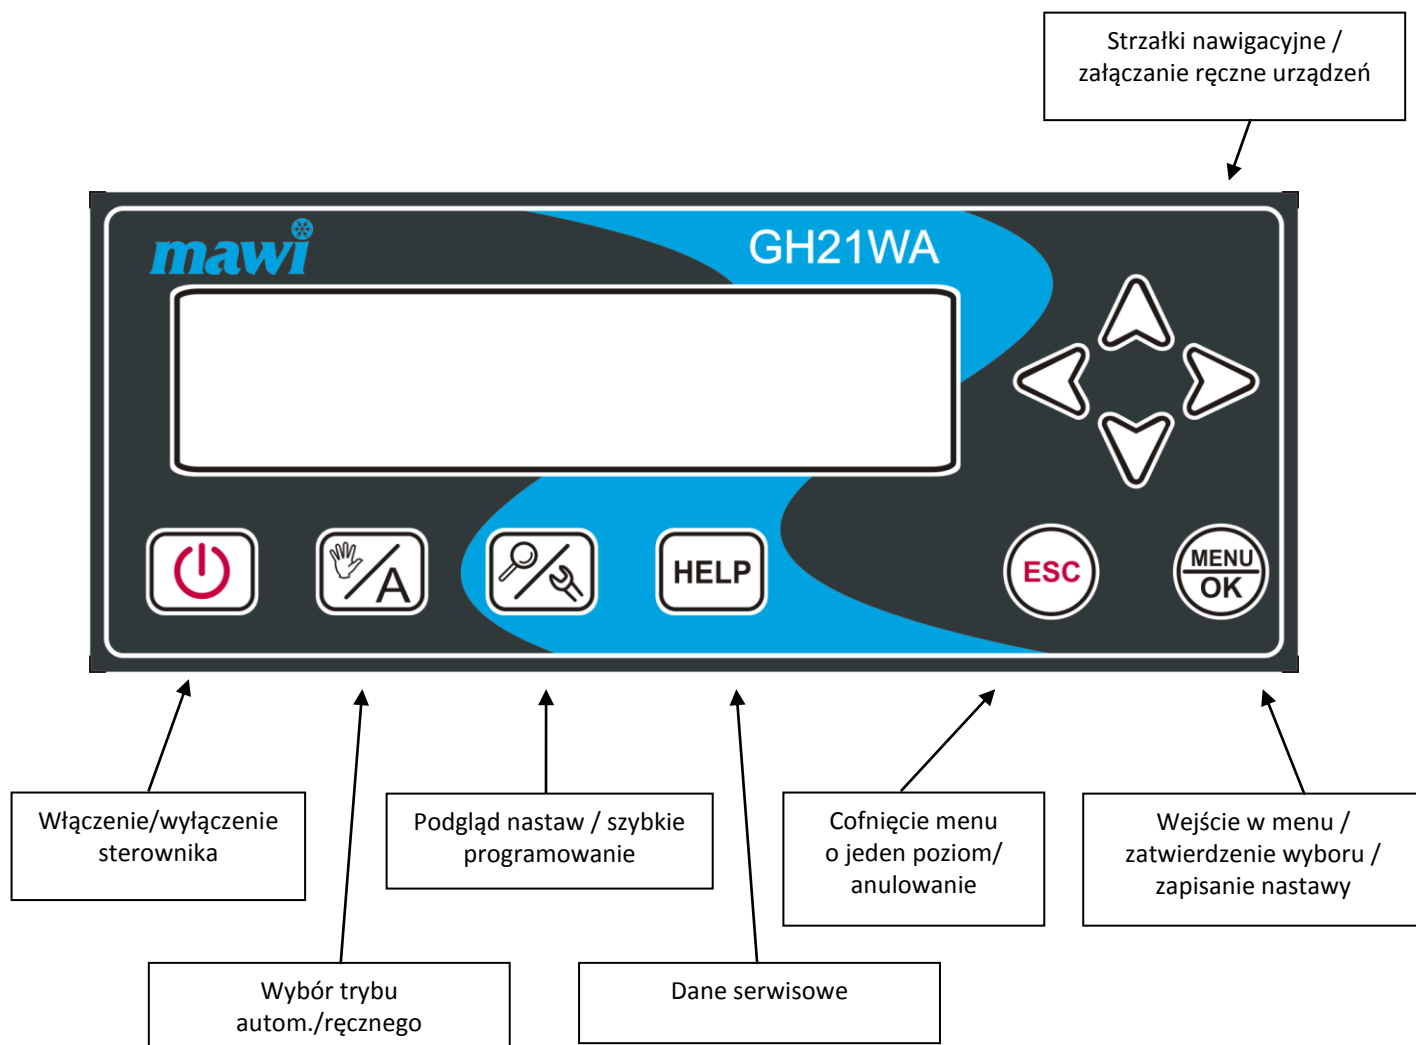 Strzałki nawigacyjne /
załączanie ręczne urządzeń
mawi
GH21WA
A
HELP
ESC
MENU
OK
Włączenie/wyłączenie
sterownika
Podgląd nastaw / szybkie
programowanie
Cofnięcie menu
o jeden poziom/
anulowanie
Wejście w menu /
zatwierdzenie wyboru /
zapisanie nastawy
Wybór trybu
autom./ręcznego
Dane serwisowe